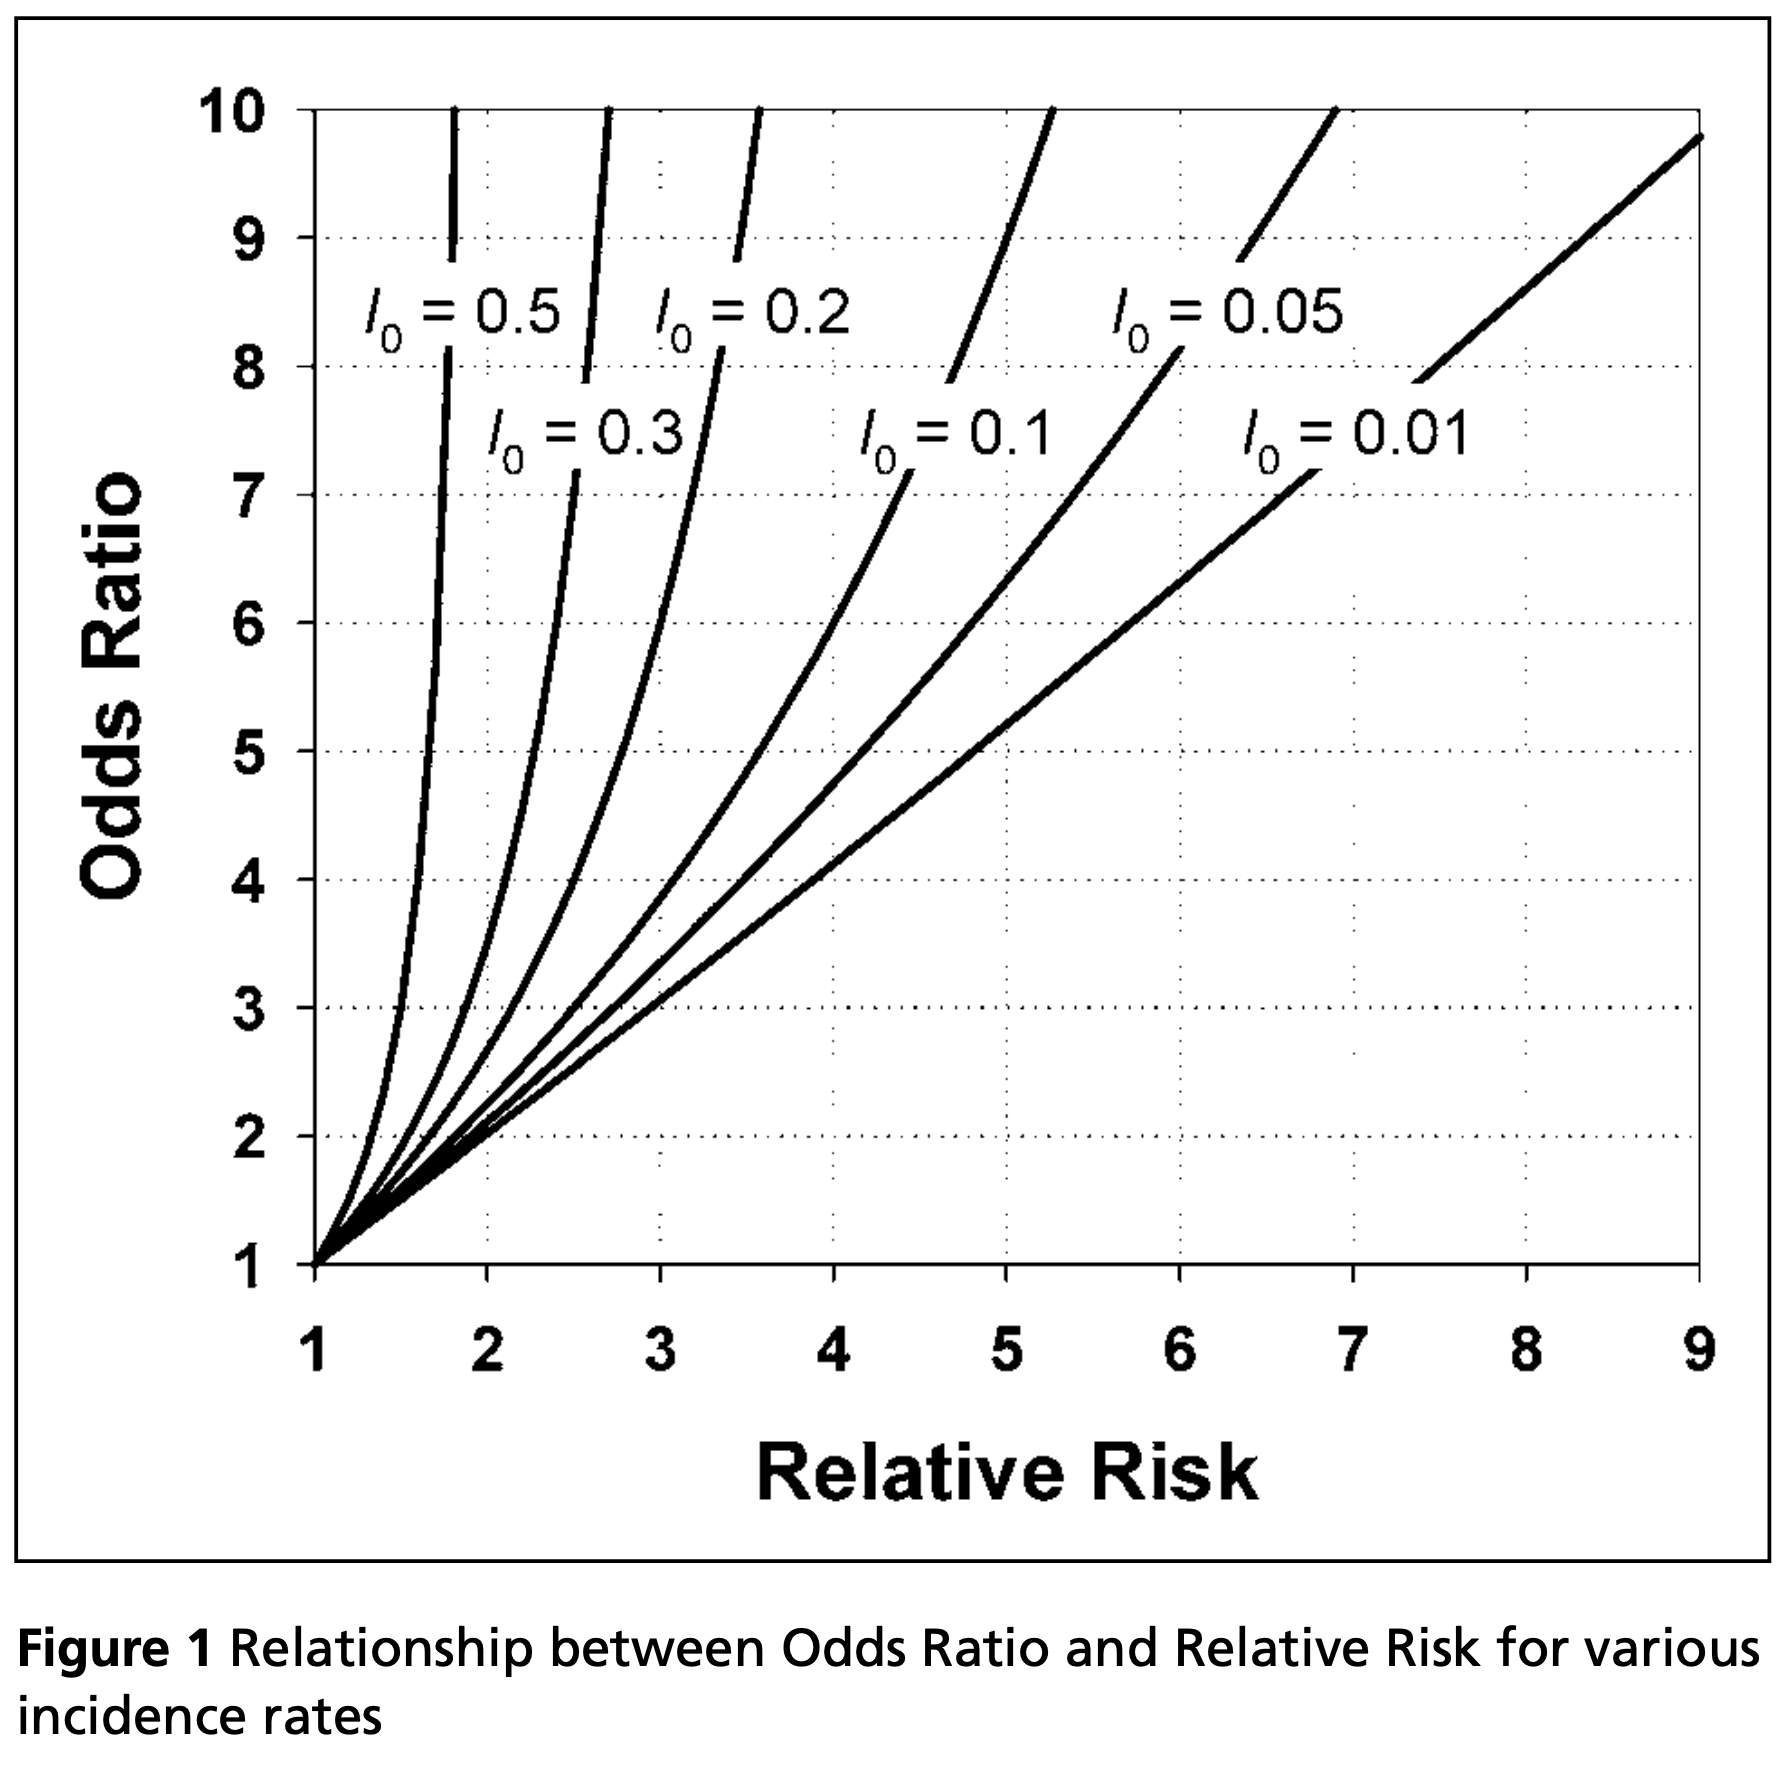 10
9
8
7
6
5
4
3
2
1
Odds Ratio
I0 = 0.5
I0 = 0.2
I0 = 0.05
I0 = 0.3
I0 = 0.1
I0 = 0.01
1 2 3 4 5 6 7 8 9
Relative Risk
Figure 1 Relationship between Odds Ratio and Relative Risk for various
incidence rates